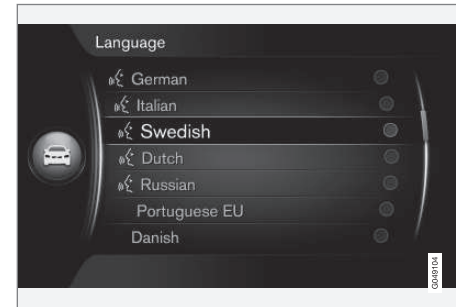 Language
German
Italian
Swedish
Dutch
Russian
Portuguese EU
Danish
G049104